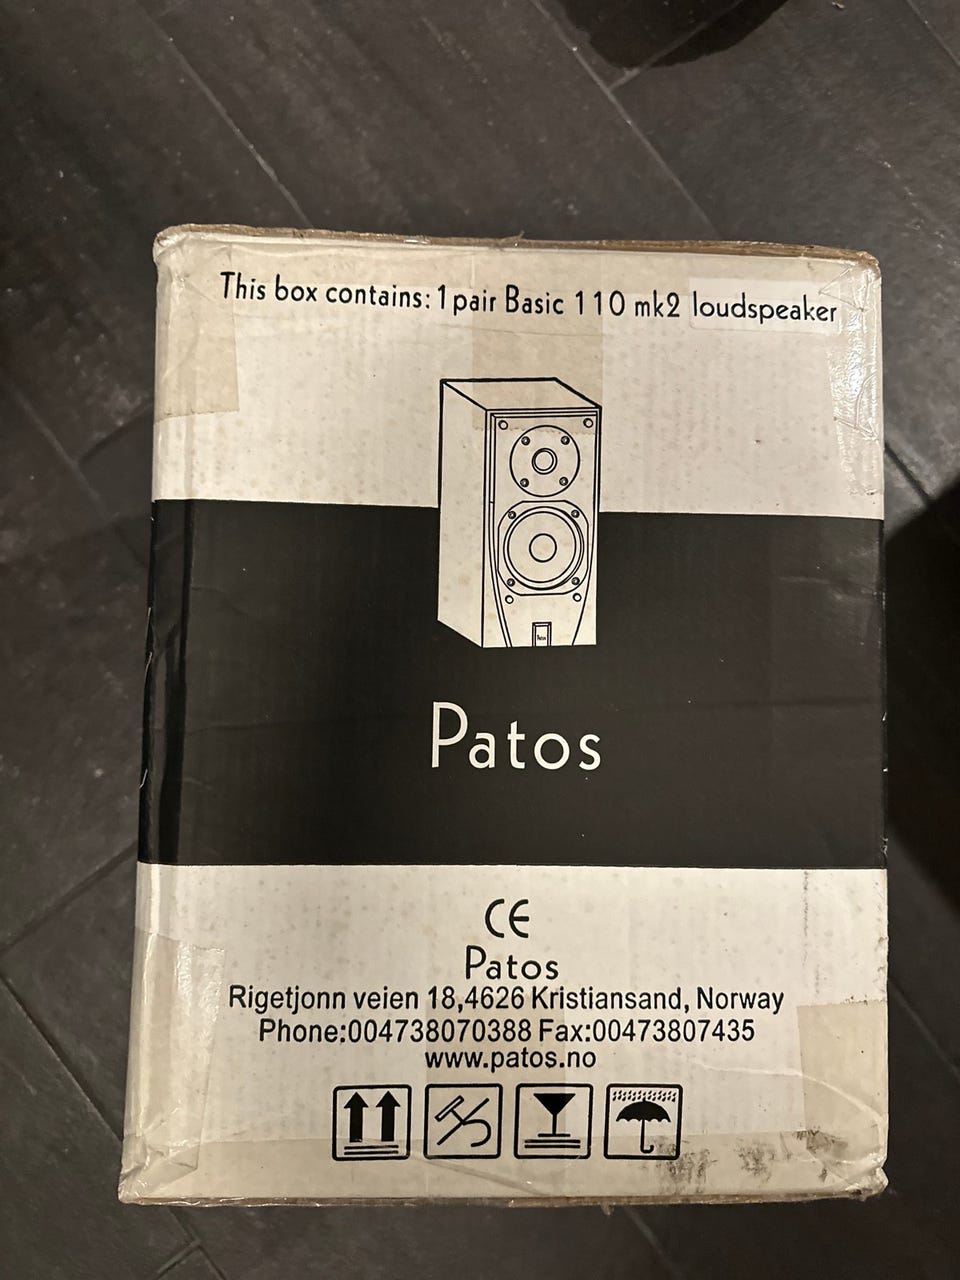 This box contains: 1 pair Basic 110 mk2 loudspeaker
Patos
Patos
CE
Patos
Rigetjonn veien 18,4626 Kristiansand, Norway
Phone:004738070388 Fax:00473807435
www.patos.no